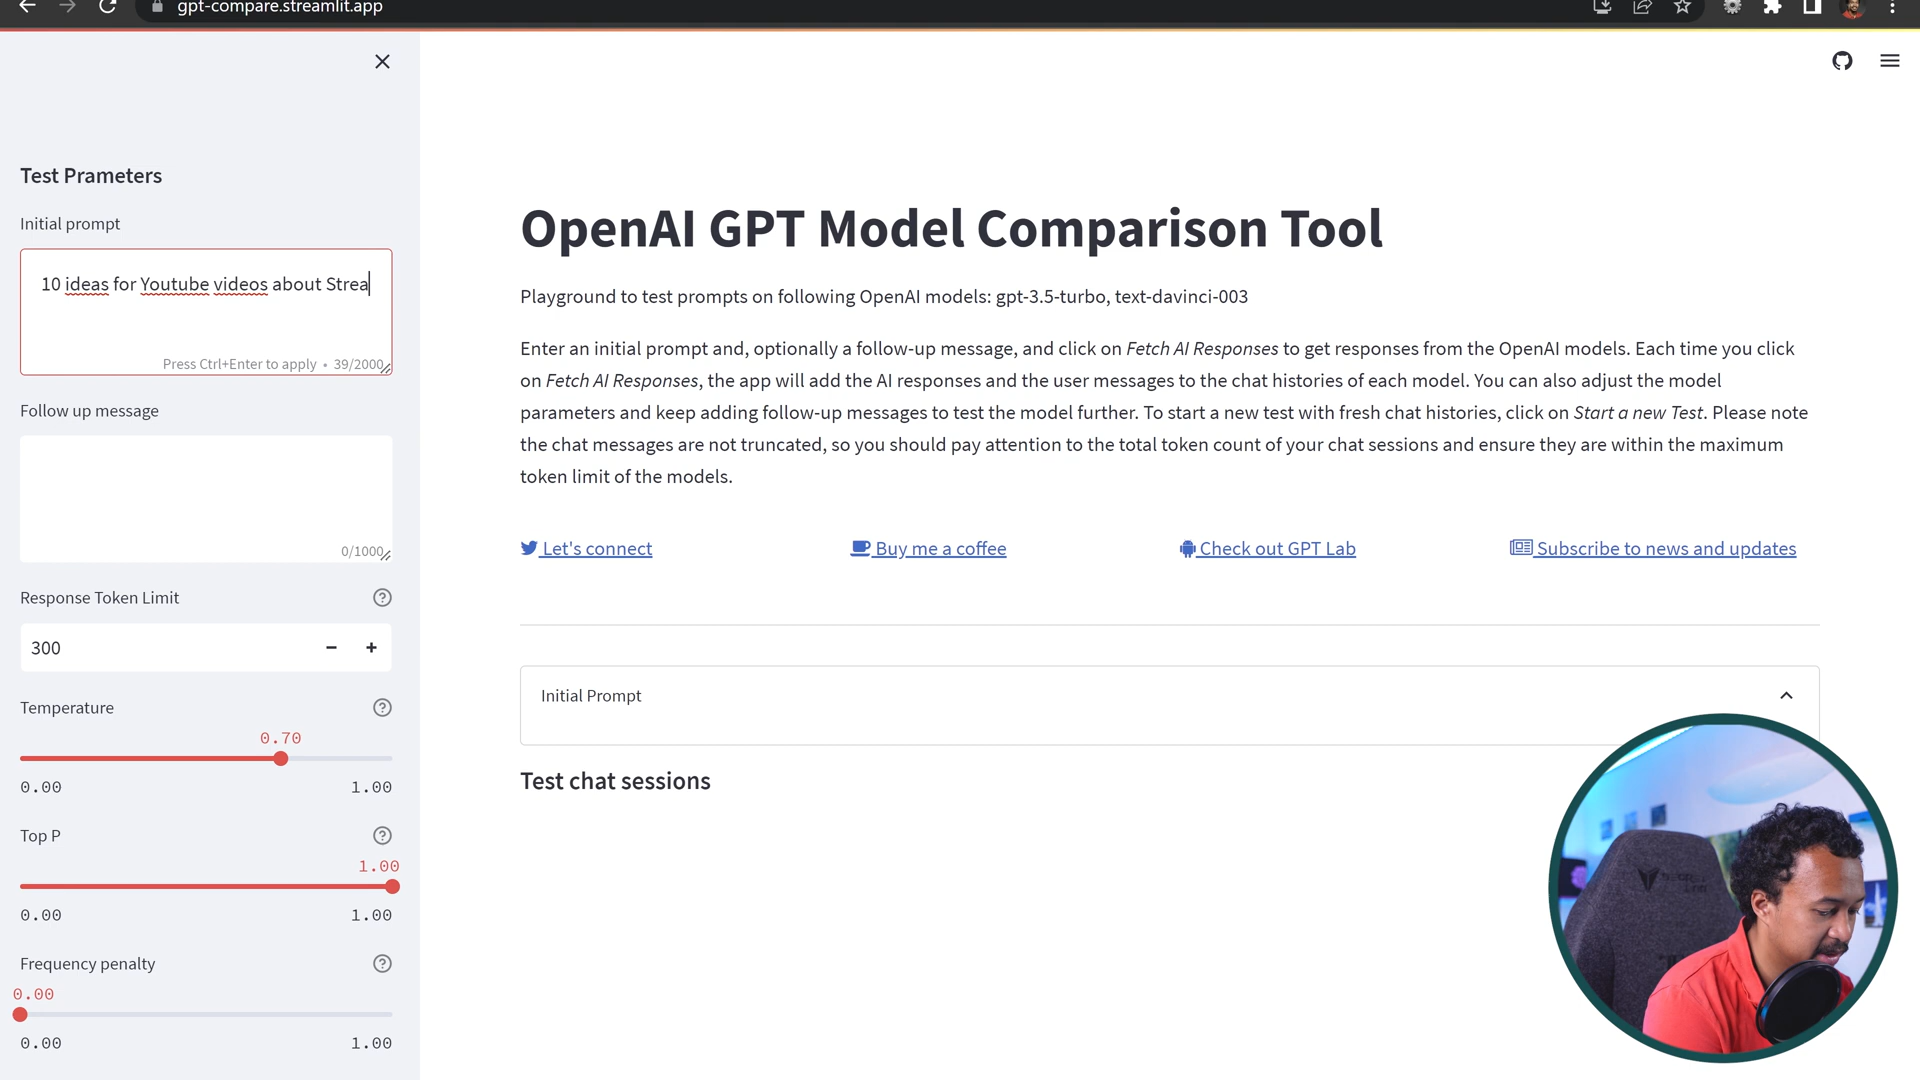 gpt-compare.streamlit.app
Test Prameters
Initial prompt
10 ideas for Youtube videos about Strea
Press Ctrl+Enter to apply • 39/2000
Follow up message
0/1000
Response Token Limit
300
Temperature
0.70
0.00 1.00
Top P
1.00
0.00 1.00
Frequency penalty
0.00
0.00 1.00
OpenAI GPT Model Comparison Tool
Playground to test prompts on following OpenAI models: gpt-3.5-turbo, text-davinci-003
Enter an initial prompt and, optionally a follow-up message, and click on Fetch AI Responses to get responses from the OpenAI models. Each time you click
on Fetch AI Responses, the app will add the AI responses and the user messages to the chat histories of each model. You can also adjust the model
parameters and keep adding follow-up messages to test the model further. To start a new test with fresh chat histories, click on Start a new Test. Please note
the chat messages are not truncated, so you should pay attention to the total token count of your chat sessions and ensure they are within the maximum
token limit of the models.
Let's connect Buy me a coffee Check out GPT Lab Subscribe to news and updates
Initial Prompt
Test chat sessions